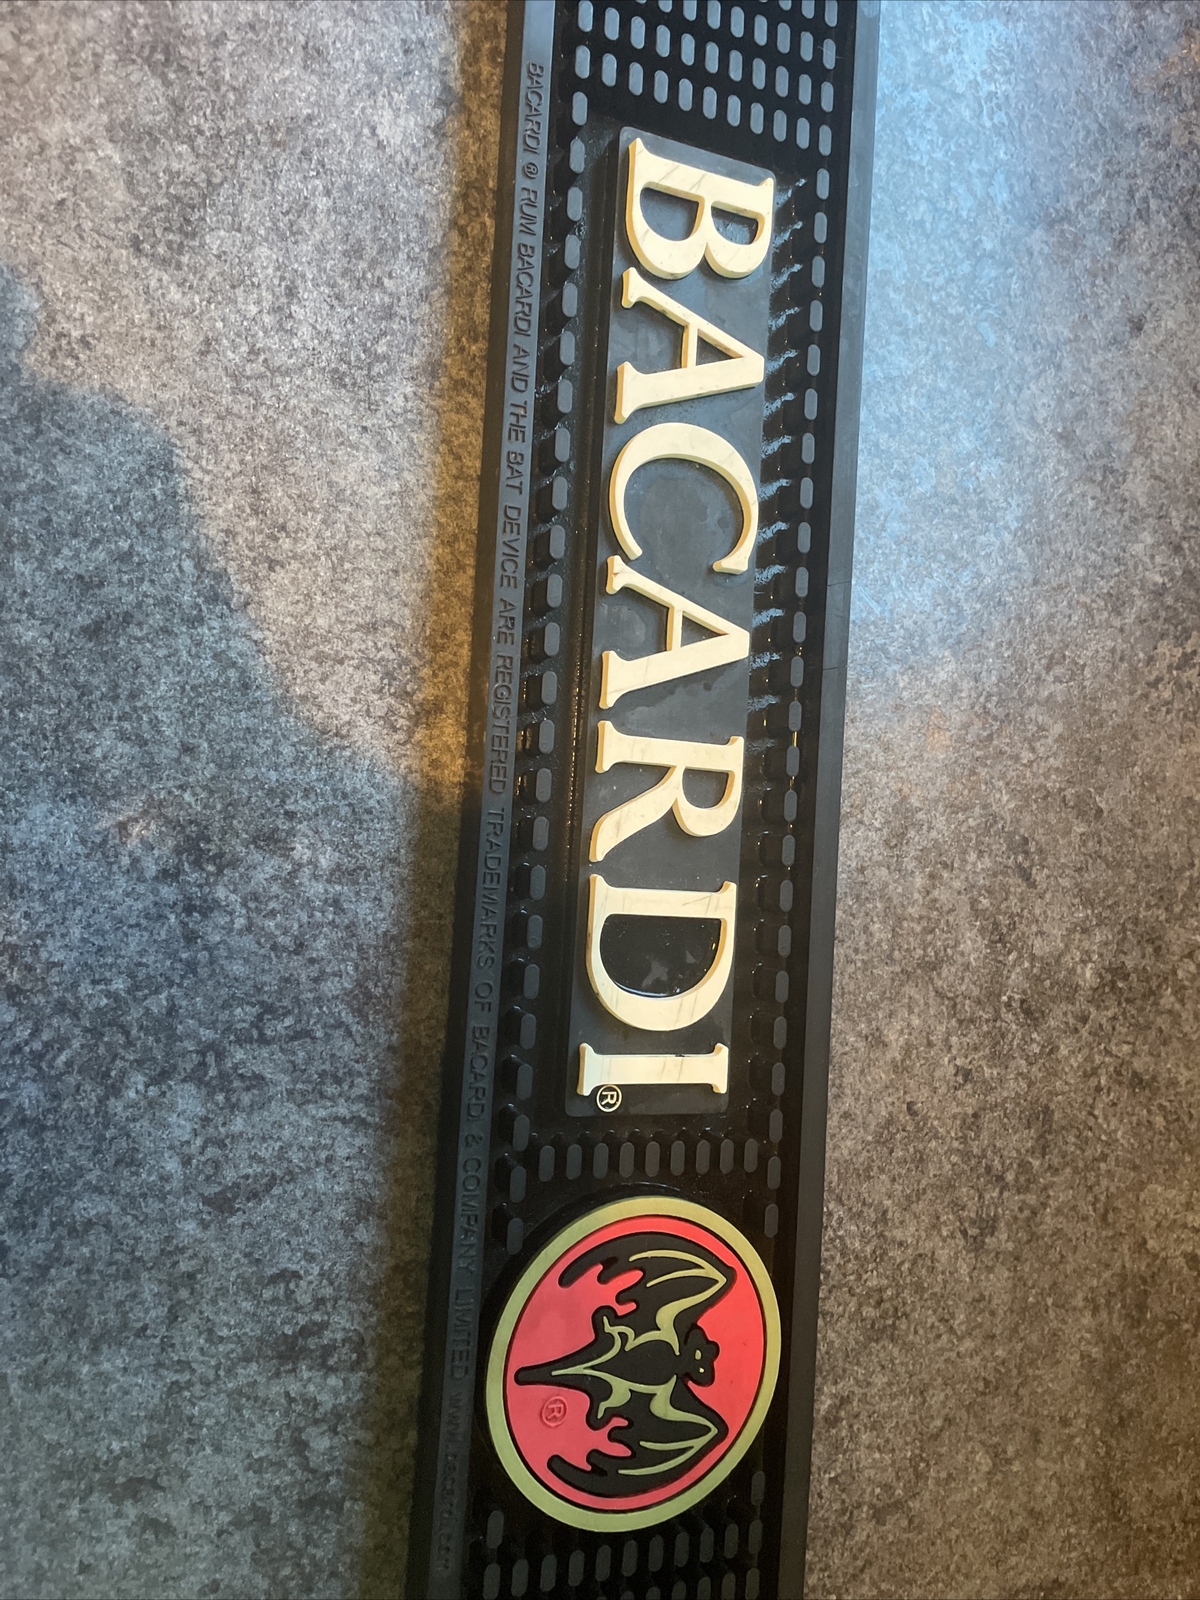 BACARDI®
®
BACARDI ® RUM BACARDI AND THE BAT DEVICE ARE REGISTERED TRADEMARKS OF BACARDI & COMPANY LIMITED